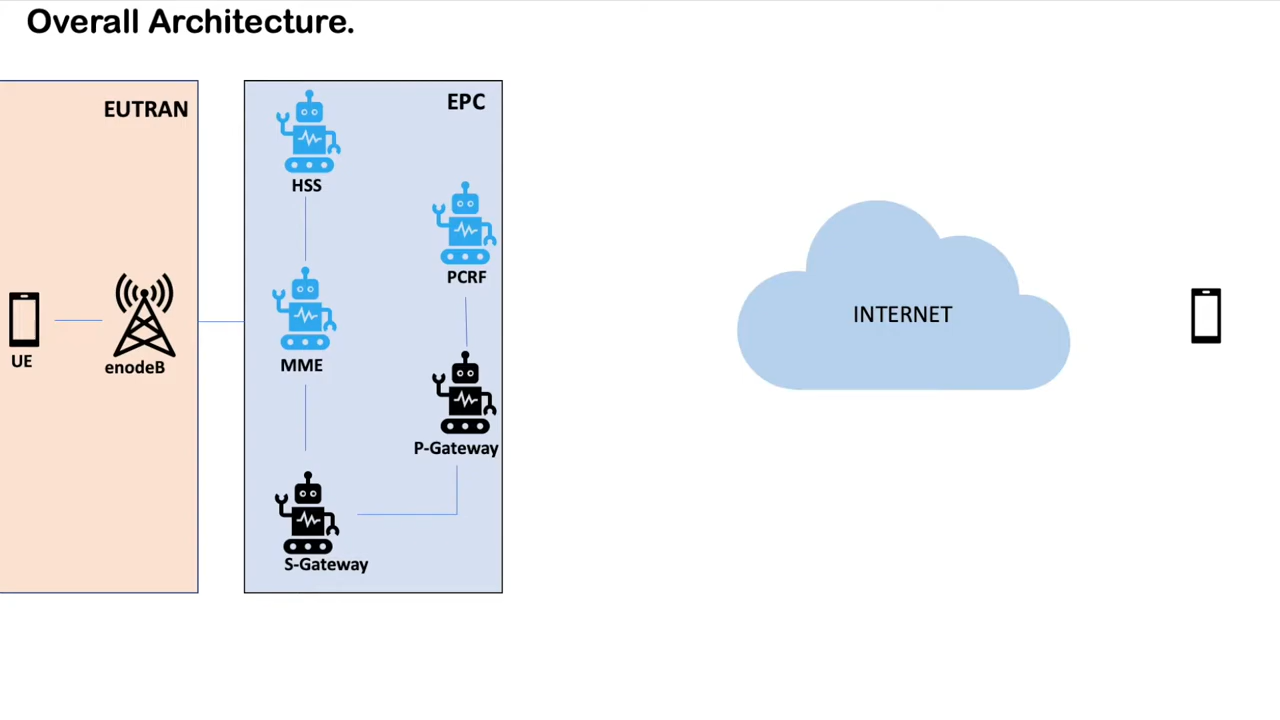 Overall Architecture.
EUTRAN
EPC
HSS
PCRF
INTERNET
UE
enodeB
MME
P-Gateway
S-Gateway